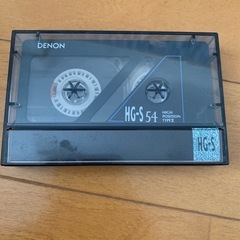 DENON
HG-S 54
HIGH
POSITION
TYPE II
HG-S